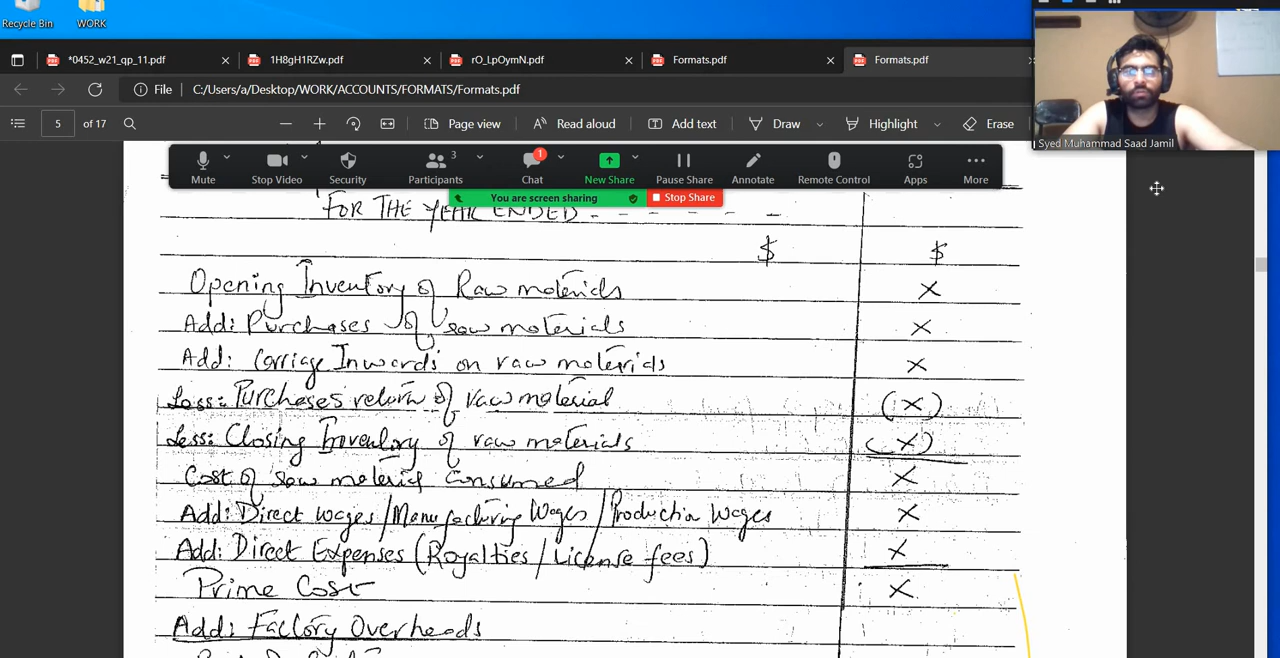 Recycle Bin
WORK
*0452_w21_qp_11.pdf
1H8gH1RZw.pdf
rO_LpOymN.pdf
Formats.pdf
Formats.pdf
File C:/Users/a/Desktop/WORK/ACCOUNTS/FORMATS/Formats.pdf
5 of 17
Page view
Read aloud
Add text
Draw
Highlight
Erase
Syed Muhammad Saad Jamil
3
1
Mute
Stop Video
Security
Participants
Chat
New Share
Pause Share
Annotate
Remote Control
Apps
More
You are screen sharing
Stop Share
FOR THE YEAR ENDED - - - - - -
$ $
Opening Inventory of Raw materials X
Add: Purchases of raw materials X
Add: Carriage Inwards on raw materials X
Less: Purchases return of raw material (X)
Less: Closing Inventory of raw materials (X)
Cost of raw material consumed X
Add: Direct wages/Manufacturing Wages/Production Wages X
Add: Direct Expenses (Royalties/License fees) X
Prime Cost X
Add: Factory Overheads